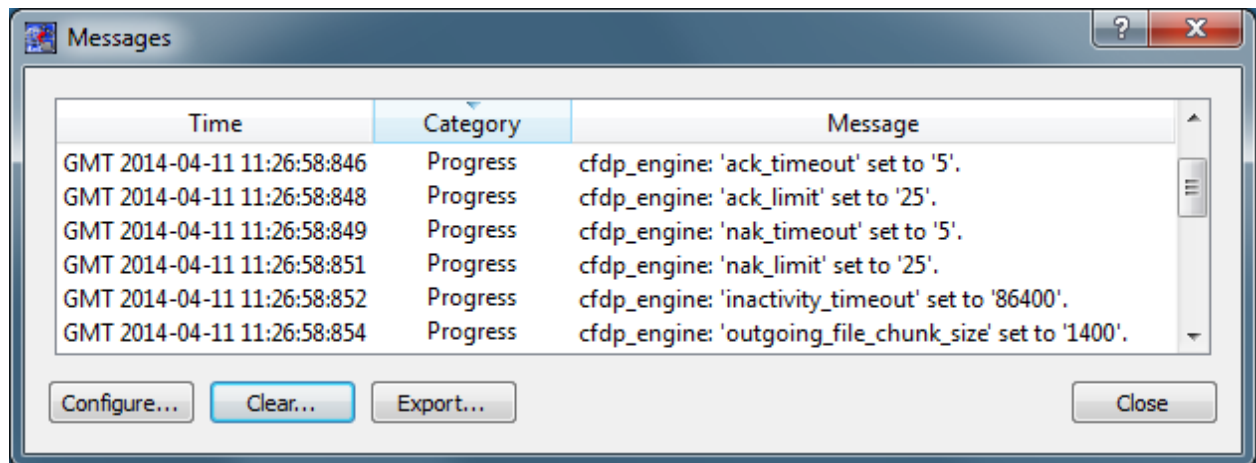 Messages
Time Category Message
GMT 2014-04-11 11:26:58:846 Progress cfdp_engine: 'ack_timeout' set to '5'.
GMT 2014-04-11 11:26:58:848 Progress cfdp_engine: 'ack_limit' set to '25'.
GMT 2014-04-11 11:26:58:849 Progress cfdp_engine: 'nak_timeout' set to '5'.
GMT 2014-04-11 11:26:58:851 Progress cfdp_engine: 'nak_limit' set to '25'.
GMT 2014-04-11 11:26:58:852 Progress cfdp_engine: 'inactivity_timeout' set to '86400'.
GMT 2014-04-11 11:26:58:854 Progress cfdp_engine: 'outgoing_file_chunk_size' set to '1400'.
Configure... Clear... Export... Close